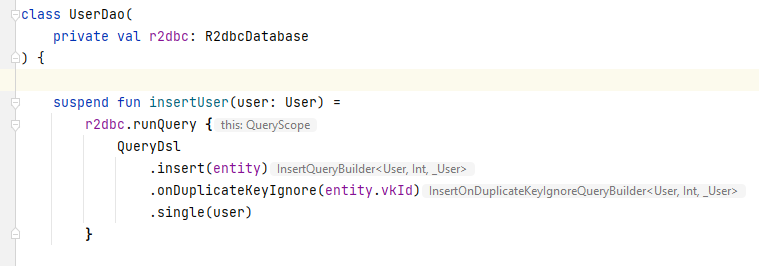 class UserDao(
private val r2dbc: R2dbcDatabase
) {
suspend fun insertUser(user: User) =
r2dbc.runQuery { this: QueryScope
QueryDsl
.insert(entity) InsertQueryBuilder<User, Int, _User>
.onDuplicateKeyIgnore(entity.vkId) InsertOnDuplicateKeyIgnoreQueryBuilder<User, Int, _User>
.single(user)
}